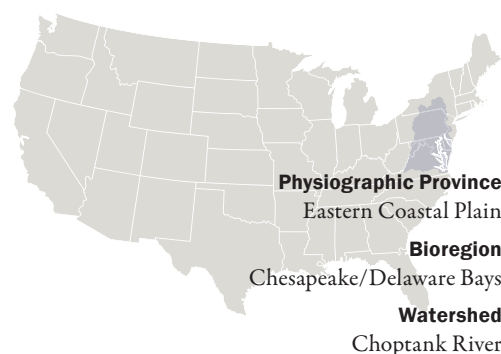 Physiographic Province
Eastern Coastal Plain
Bioregion
Chesapeake/Delaware Bays
Watershed
Choptank River